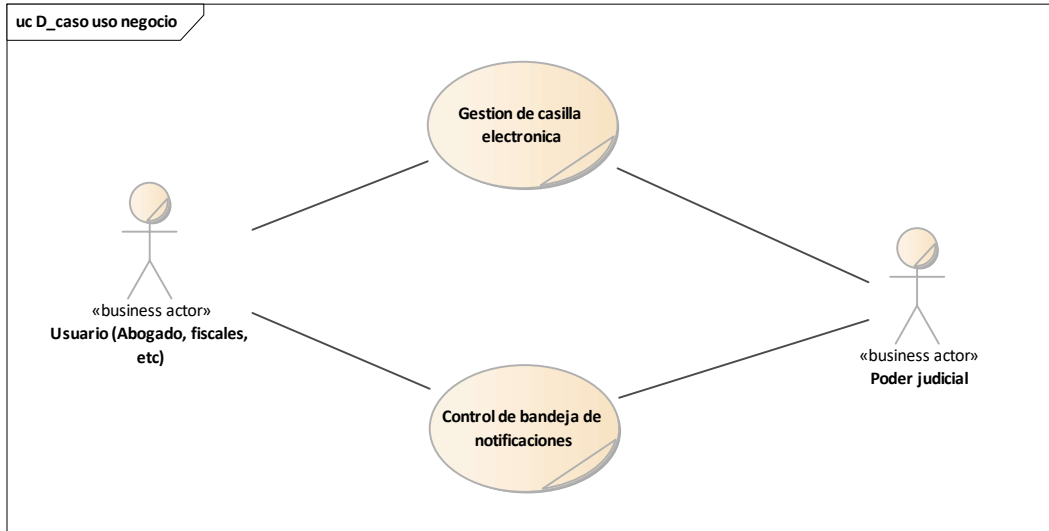 uc D_caso uso negocio
Gestion de casilla
electronica
«business actor»
Usuario (Abogado, fiscales,
etc)
«business actor»
Poder judicial
Control de bandeja de
notificaciones